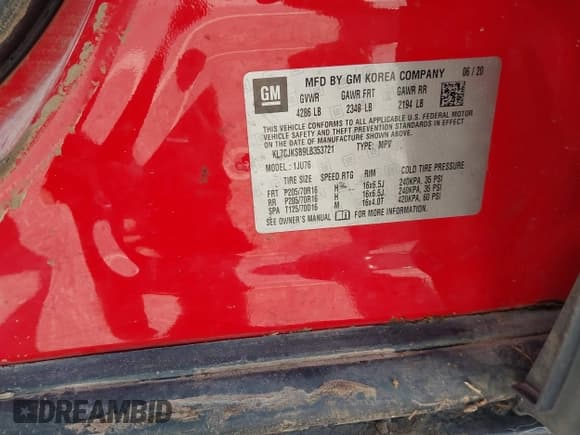 GM
MFD BY GM KOREA COMPANY 06/20
GVWR GAWR FRT GAWR RR
4286 LB 2348 LB 2194 LB
THIS VEHICLE CONFORMS TO ALL APPLICABLE U.S. FEDERAL MOTOR
VEHICLE SAFETY, BUMPER, AND THEFT PREVENTION STANDARDS IN
EFFECT ON THE DATE OF MANUFACTURE SHOWN ABOVE.
KL7CJKSB9LB353721 TYPE: MPV
MODEL: 1JU76
TIRE SIZE SPEED RTG RIM COLD TIRE PRESSURE
FRT P205/70R16 H 16x6.5J 240KPA, 35 PSI
RR P205/70R16 H 16x6.5J 240KPA, 35 PSI
SPA T125/70D16 M 16x4.0T 420KPA, 60 PSI
SEE OWNER'S MANUAL
DREAMBID